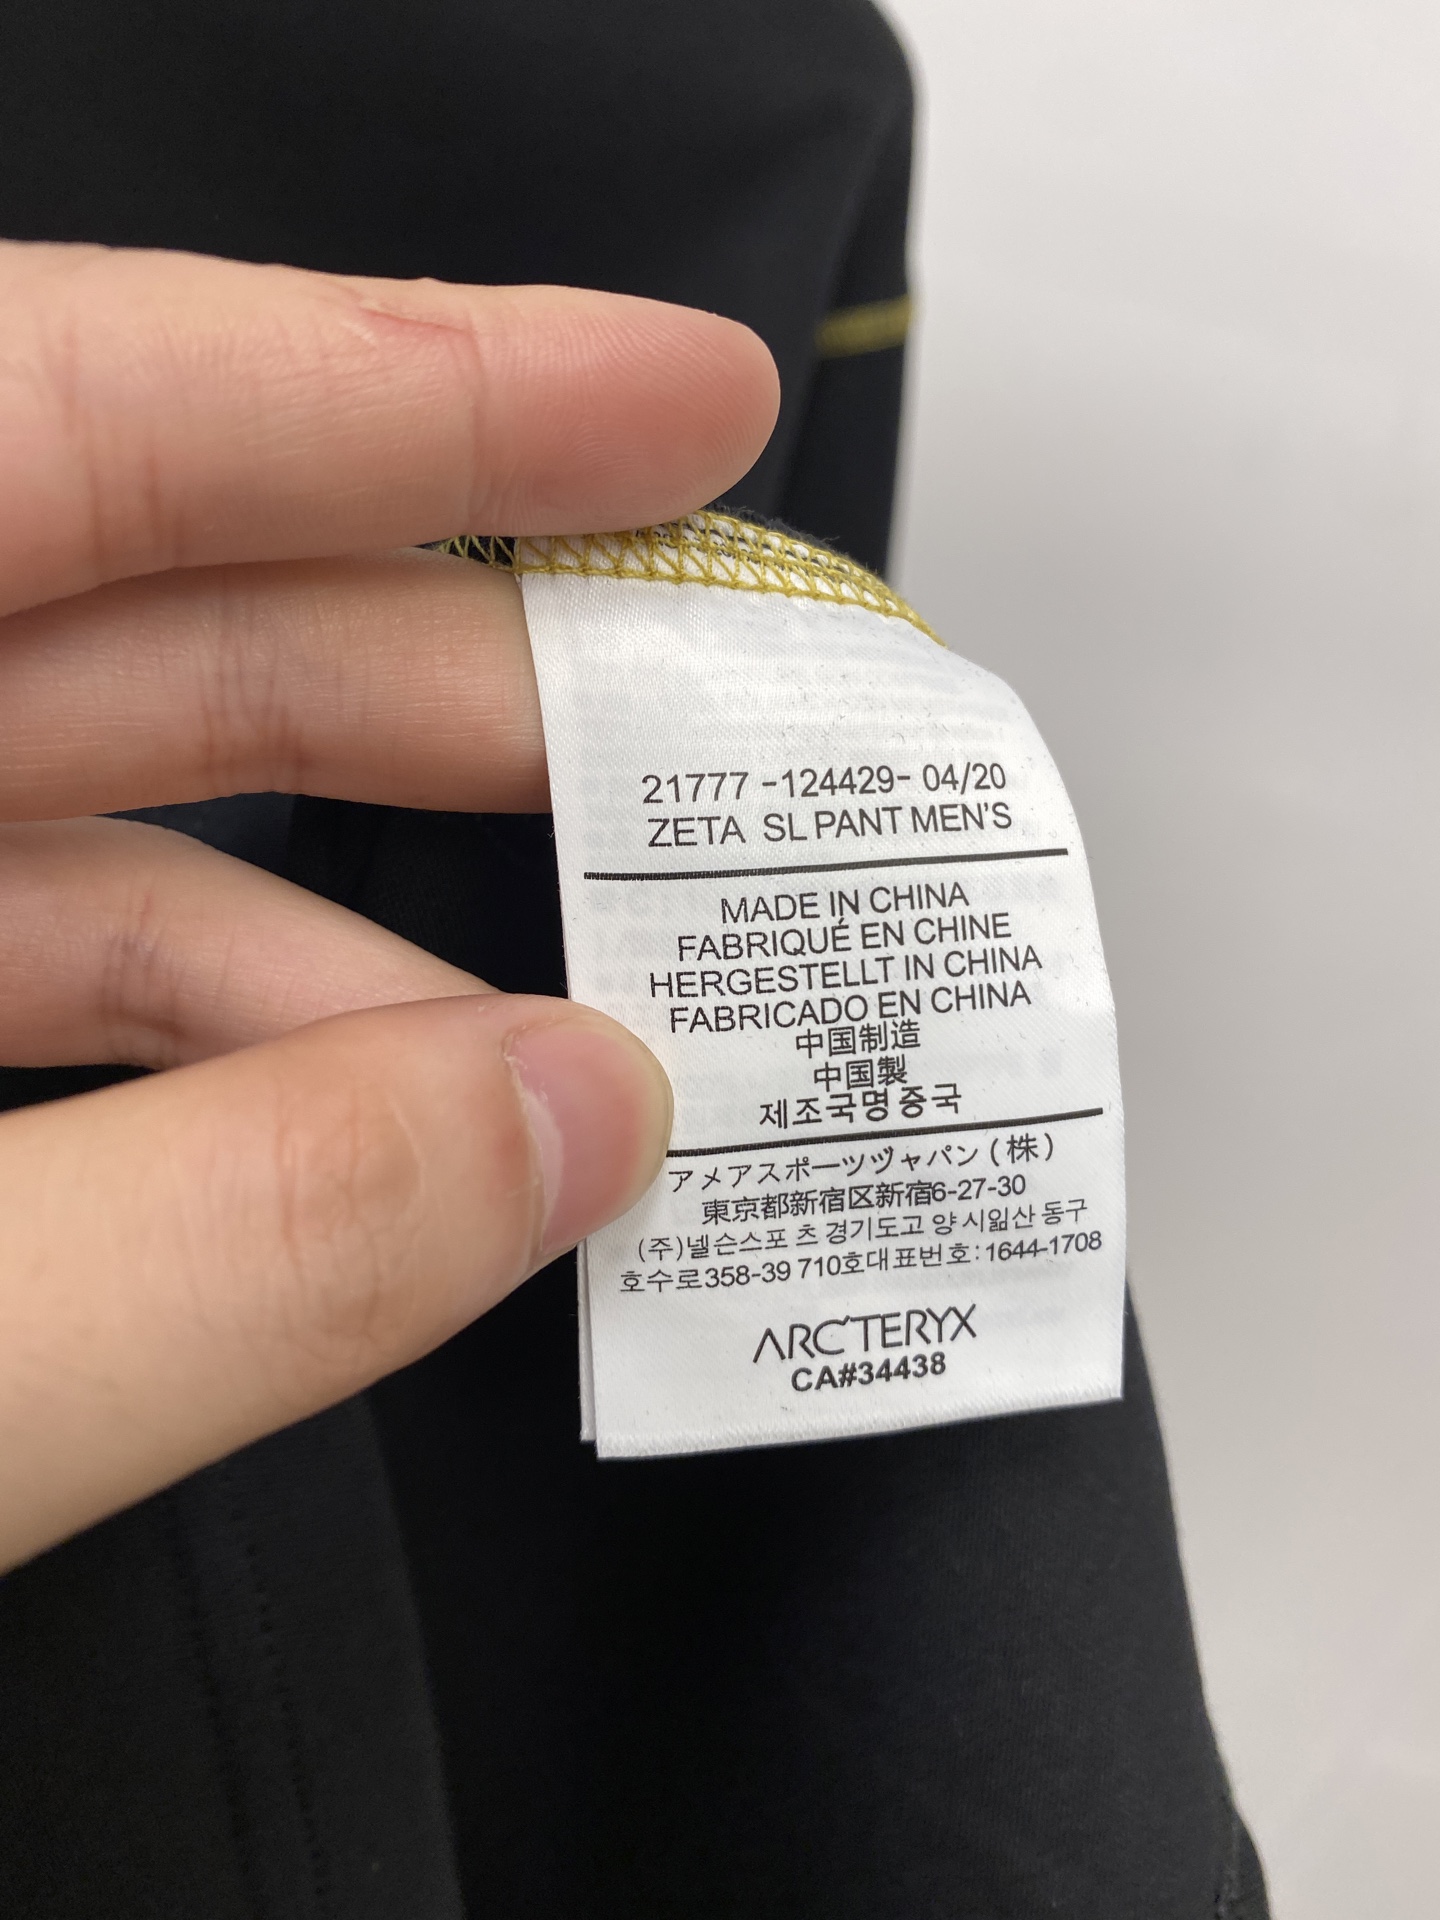 21777 -124429- 04/20
ZETA SL PANT MEN'S
MADE IN CHINA
FABRIQUÉ EN CHINE
HERGESTELLT IN CHINA
FABRICADO EN CHINA
中国制造
中国製
제조국명 중국
アメアスポーツヅャパン (株)
東京都新宿区新宿6-27-30
(주)넬슨스포 츠 경기도고 양 시일산 동구
호수로358-39 710호대표번호:1644-1708
ARC'TERYX
CA#34438